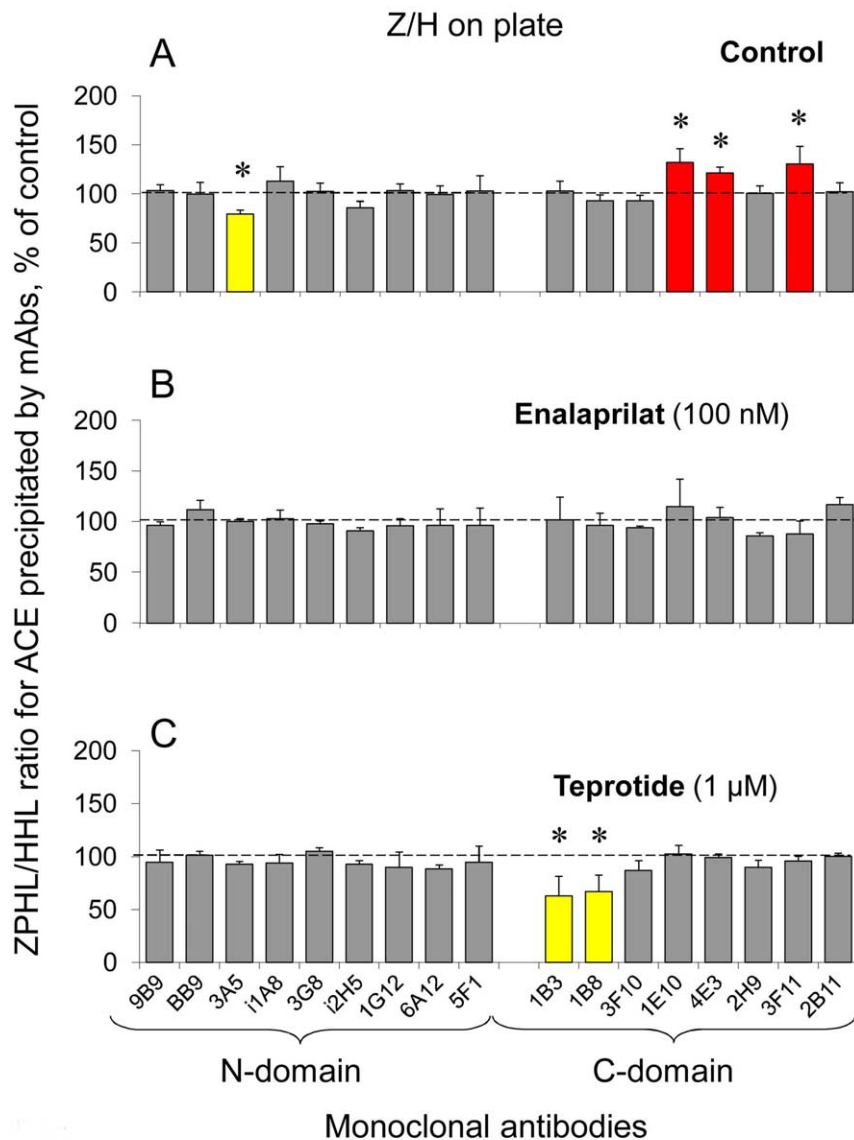 Z/H on plate
A
Control
*
*
*
*
200
150
100
50
0
B
Enalaprilat (100 nM)
200
150
100
50
0
C
Teprotide (1 µM)
*
*
200
150
100
50
0
ZPHL/HHL ratio for ACE precipitated by mAbs, % of control
9B9 BB9 3A5 i1A8 3G8 i2H5 1G12 6A12 5F1 1B3 1B8 3F10 1E10 4E3 2H9 3F11 2B11
N-domain C-domain
Monoclonal antibodies